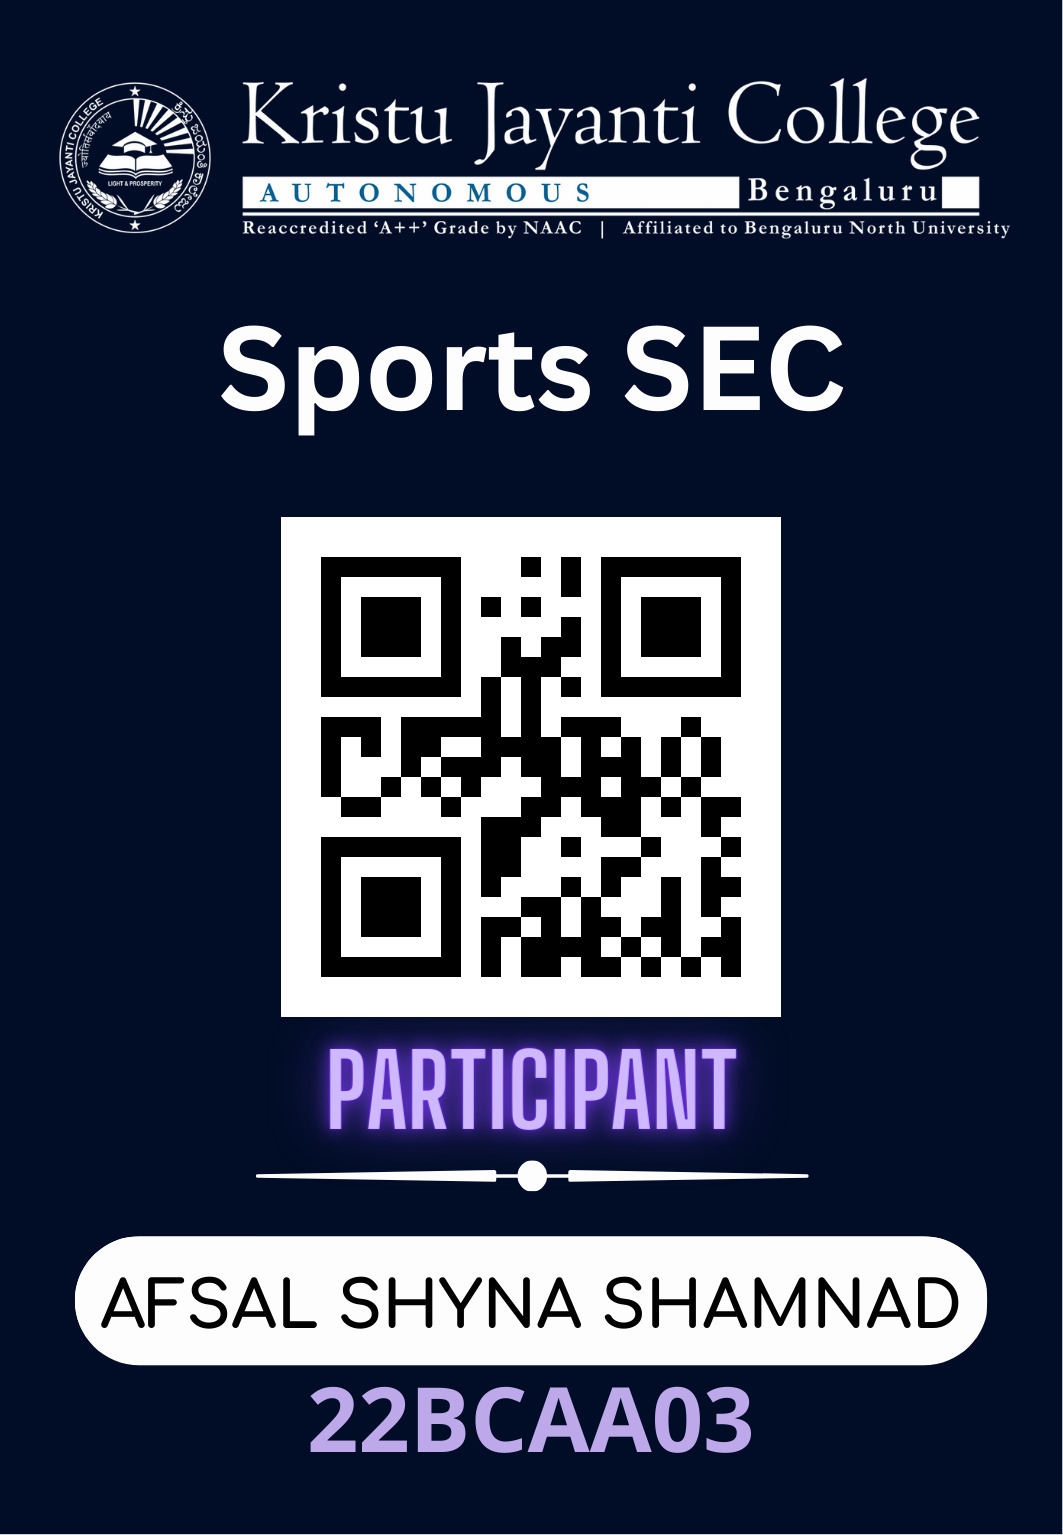 Kristu Jayanti College
AUTONOMOUS Bengaluru
Reaccredited ‘A++’ Grade by NAAC | Affiliated to Bengaluru North University
KRISTU JAYANTI COLLEGE
LIGHT & PROSPERITY
Sports SEC
PARTICIPANT
AFSAL SHYNA SHAMNAD
22BCAA03